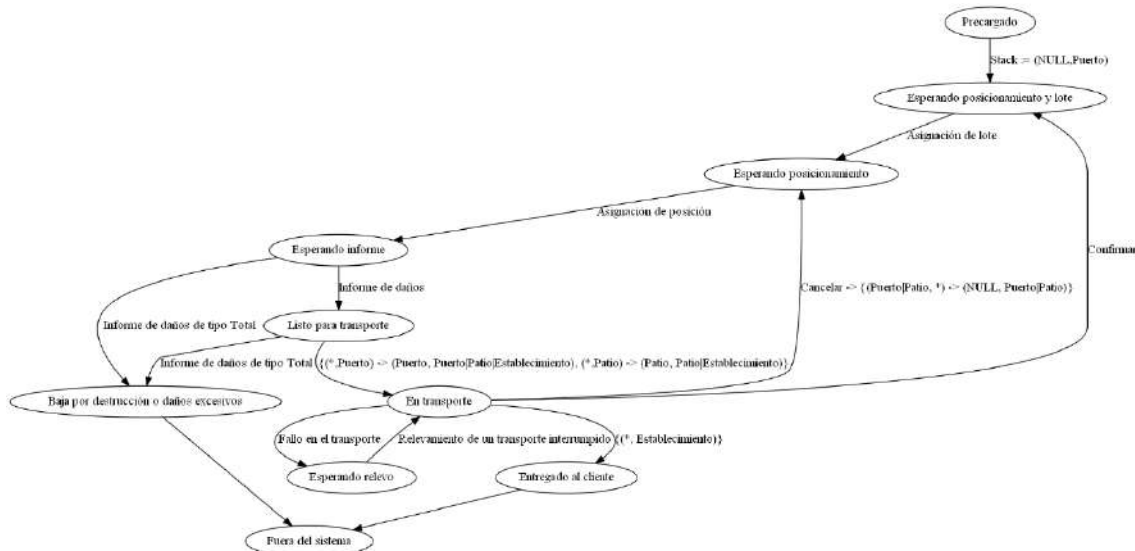 Precargado
Stack := (NULL,Puerto)
Esperando posicionamiento y lote
Asignación de lote
Esperando posicionamiento
Asignación de posición
Esperando informe
Confirmar
Informe de daños
Cancelar -> {(Puerto|Patio, *) -> (NULL, Puerto|Patio)}
Listo para transporte
Informe de daños de tipo Total
Informe de daños de tipo Total
{(*,Puerto) -> (Puerto, Puerto|Patio|Establecimiento), (*,Patio) -> (Patio, Patio|Establecimiento)}
Baja por destrucción o daños excesivos
En transporte
Fallo en el transporte
Relevamiento de un transporte interrumpido
{(*, Establecimiento)}
Esperando relevo
Entregado al cliente
Fuera del sistema